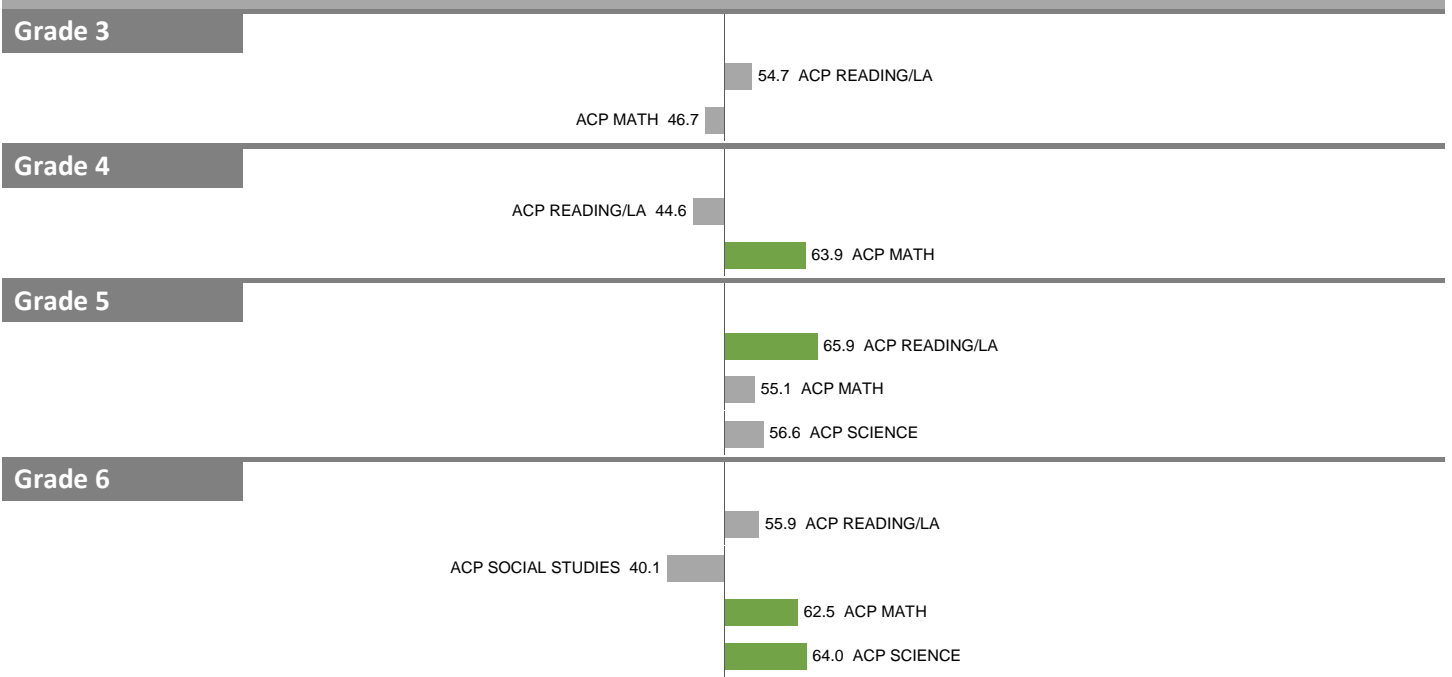 Grade 3
54.7 ACP READING/LA
ACP MATH 46.7
Grade 4
ACP READING/LA 44.6
63.9 ACP MATH
Grade 5
65.9 ACP READING/LA
55.1 ACP MATH
56.6 ACP SCIENCE
Grade 6
55.9 ACP READING/LA
ACP SOCIAL STUDIES 40.1
62.5 ACP MATH
64.0 ACP SCIENCE